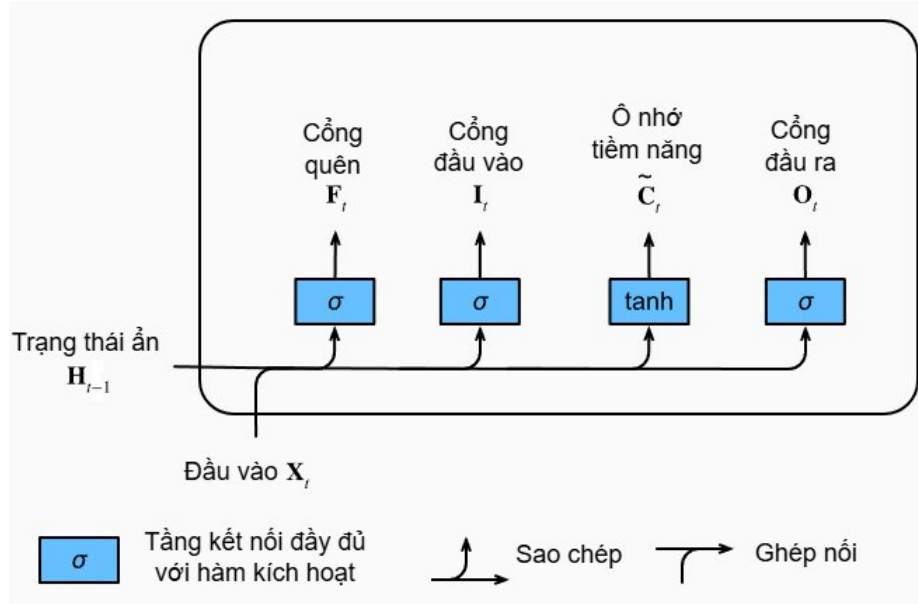 Cổng
quên
F_t
Cổng
đầu vào
I_t
Ô nhớ
tiềm năng
C̃_t
Cổng
đầu ra
O_t
σ
σ
tanh
σ
Trạng thái ẩn
H_{t-1}
Đầu vào X_t
σ
Tầng kết nối đầy đủ
với hàm kích hoạt
Sao chép
Ghép nối